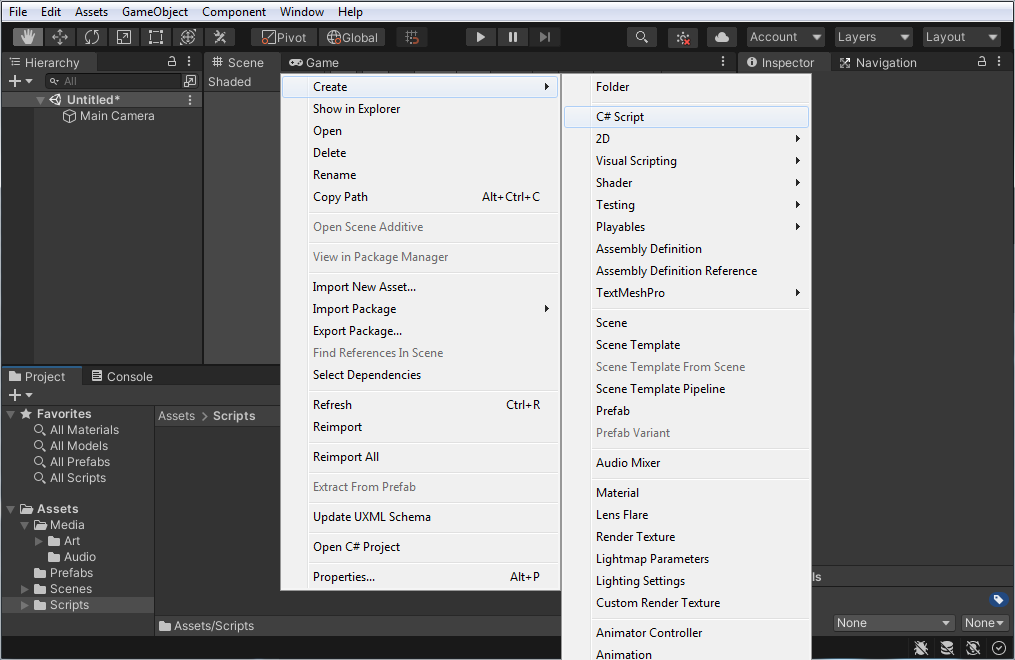 File Edit Assets GameObject Component Window Help
Pivot Global Account Layers Layout
Hierarchy
All
Untitled*
Main Camera
Scene Game
Shaded
Inspector Navigation
Create
Show in Explorer
Open
Delete
Rename
Copy Path Alt+Ctrl+C
Open Scene Additive
View in Package Manager
Import New Asset...
Import Package
Export Package...
Find References In Scene
Select Dependencies
Refresh Ctrl+R
Reimport
Reimport All
Extract From Prefab
Update UXML Schema
Open C# Project
Properties... Alt+P
Folder
C# Script
2D
Visual Scripting
Shader
Testing
Playables
Assembly Definition
Assembly Definition Reference
TextMeshPro
Scene
Scene Template
Scene Template From Scene
Scene Template Pipeline
Prefab
Prefab Variant
Audio Mixer
Material
Lens Flare
Render Texture
Lightmap Parameters
Lighting Settings
Custom Render Texture
Animator Controller
Animation
Project Console
Favorites
All Materials
All Models
All Prefabs
All Scripts
Assets
Media
Art
Audio
Prefabs
Scenes
Scripts
Assets > Scripts
Assets/Scripts
ls
None None